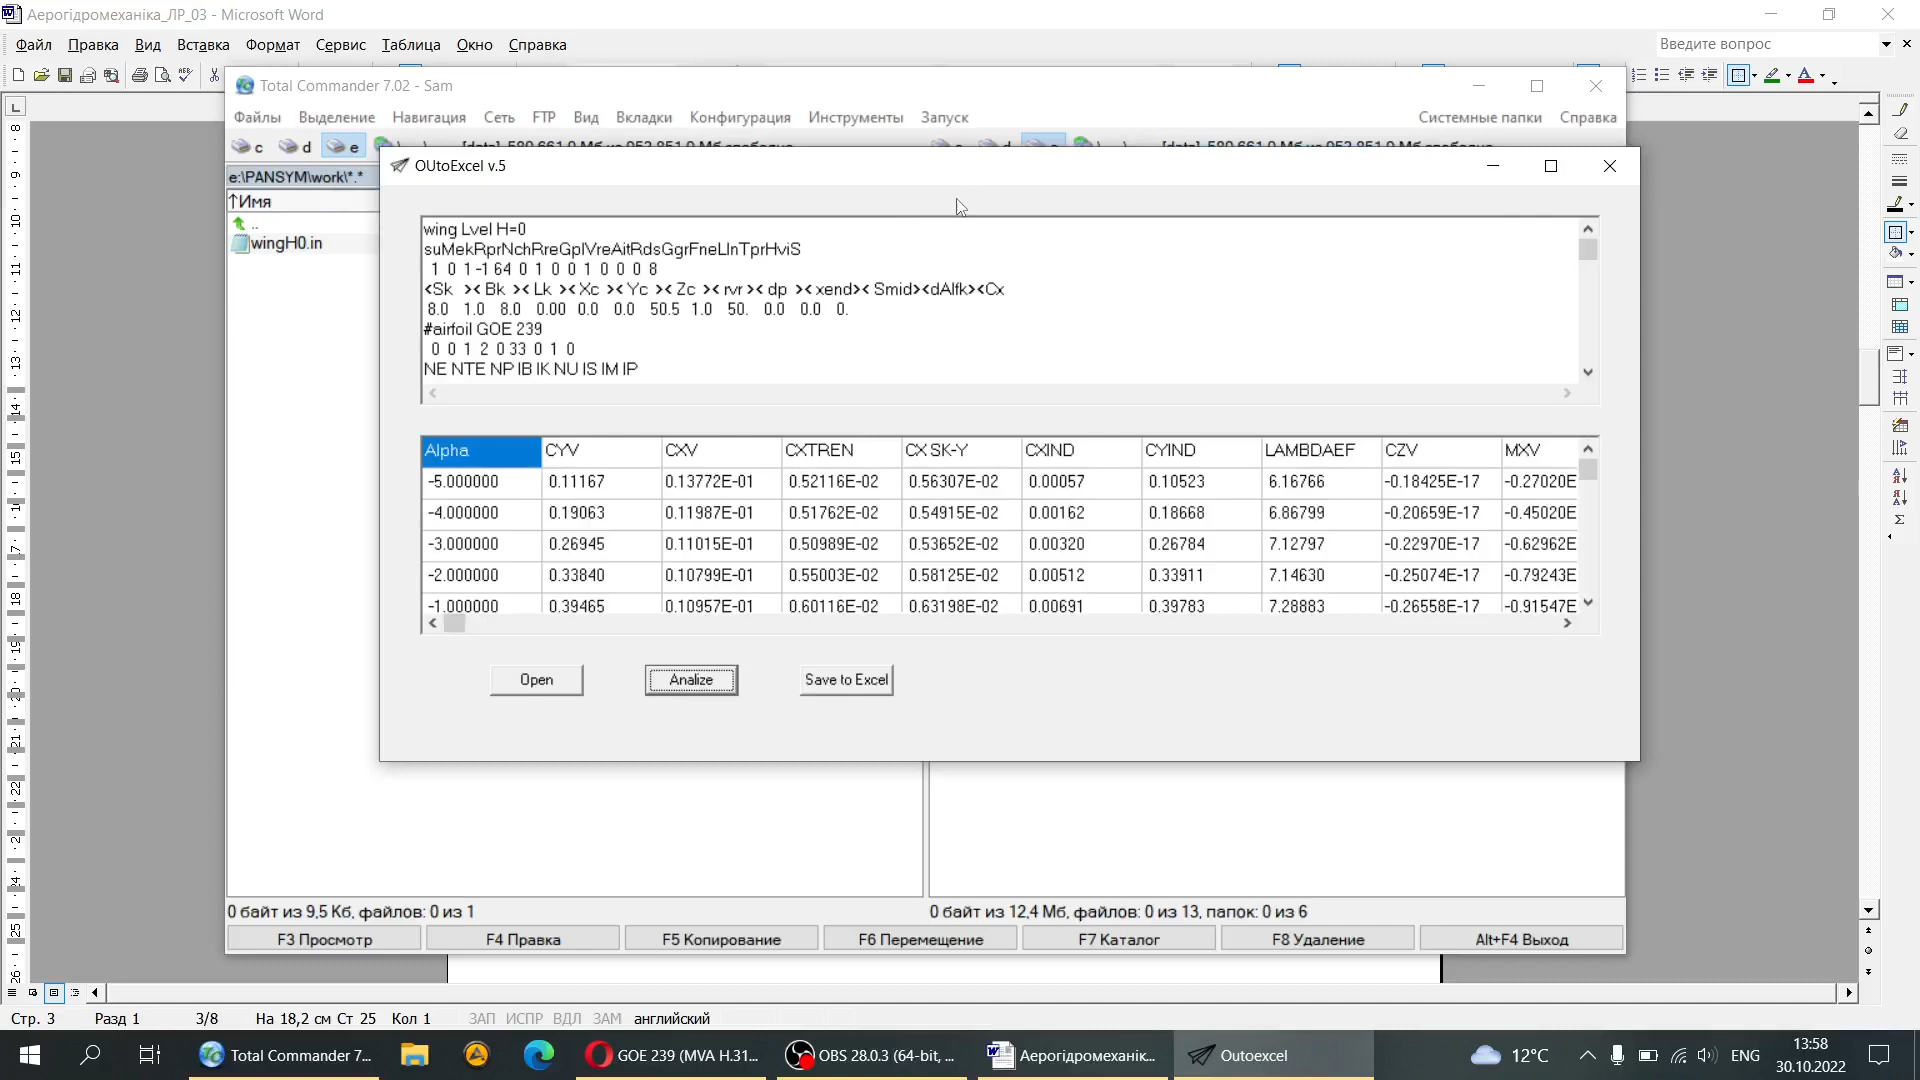 Аерогідромеханіка_ЛР_03 - Microsoft Word
Файл Правка Вид Вставка Формат Сервис Таблица Окно Справка
Введите вопрос
Total Commander 7.02 - Sam
Файлы Выделение Навигация Сеть FTP Вид Вкладки Конфигурация Инструменты Запуск
Системные папки Справка
c d e
e:\PANSYM\work\*.*
↑Имя
..
wingH0.in
OUtoExcel v.5
wing Lvel H=0
suMekRprNchRreGplVreAitRdsGgrFneLlnTprHviS
1 0 1 -1 64 0 1 0 0 1 0 0 0 8
<Sk >< Bk >< Lk >< Xc >< Yc >< Zc >< rvr>< dp >< xend>< Smid><dAlfk><Cx
8.0 1.0 8.0 0.00 0.0 0.0 50.5 1.0 50. 0.0 0.0 0.
#airfoil GOE 239
0 0 1 2 0 33 0 1 0
NE NTE NP IB IK NU IS IM IP
Alpha CYV CXV CXTREN CX SK-Y CXIND CYIND LAMBDAEF CZV MXV
-5.000000 0.11167 0.13772E-01 0.52116E-02 0.56307E-02 0.00057 0.10523 6.16766 -0.18425E-17 -0.27020E
-4.000000 0.19063 0.11987E-01 0.51762E-02 0.54915E-02 0.00162 0.18668 6.86799 -0.20659E-17 -0.45020E
-3.000000 0.26945 0.11015E-01 0.50989E-02 0.53652E-02 0.00320 0.26784 7.12797 -0.22970E-17 -0.62962E
-2.000000 0.33840 0.10799E-01 0.55003E-02 0.58125E-02 0.00512 0.33911 7.14630 -0.25074E-17 -0.79243E
-1.000000 0.39465 0.10957E-01 0.60116E-02 0.63198E-02 0.00691 0.39783 7.28883 -0.26558E-17 -0.91547E
Open Analize Save to Excel
0 байт из 9,5 Кб, файлов: 0 из 1
0 байт из 12,4 Мб, файлов: 0 из 13, папок: 0 из 6
F3 Просмотр F4 Правка F5 Копирование F6 Перемещение F7 Каталог F8 Удаление Alt+F4 Выход
Стр. 3 Разд 1 3/8 На 18,2 см Ст 25 Кол 1 ЗАП ИСПР ВДЛ ЗАМ английский
Total Commander 7... GOE 239 (MVA H.31... OBS 28.0.3 (64-bit, ... Аерогідромеханік... Outoexcel
12°C ENG
13:58
30.10.2022